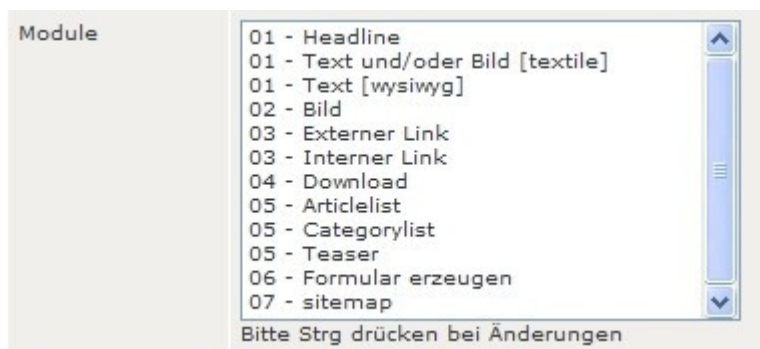 Module
01 - Headline
01 - Text und/oder Bild [textile]
01 - Text [wysiwyg]
02 - Bild
03 - Externer Link
03 - Interner Link
04 - Download
05 - Articlelist
05 - Categorylist
05 - Teaser
06 - Formular erzeugen
07 - sitemap
Bitte Strg drücken bei Änderungen